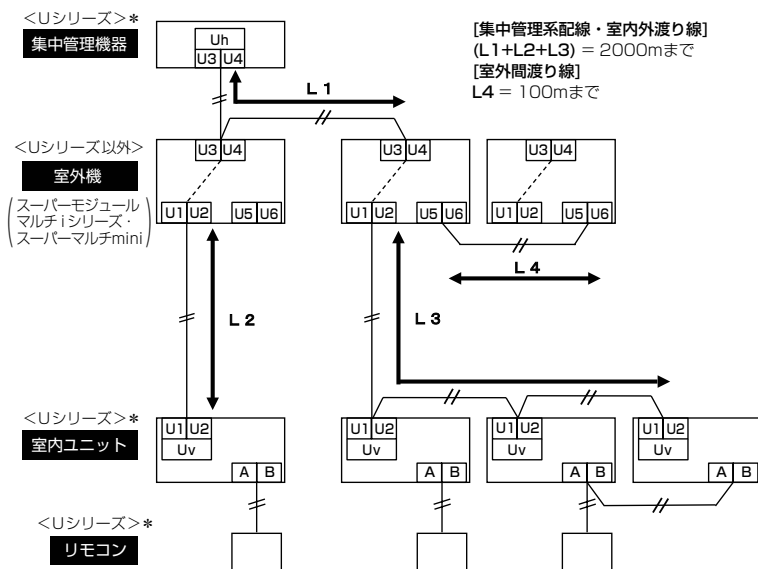 <Uシリーズ>*
集中管理機器
Uh
U3 U4
[集中管理系配線・室内外渡り線]
(L1+L2+L3) = 2000mまで
[室外間渡り線]
L4 = 100mまで
L 1
<Uシリーズ以外>
室外機
(スーパーモジュール
マルチiシリーズ・
スーパーマルチmini)
U3 U4
U1 U2
U5 U6
U3 U4
U1 U2
U5 U6
U3 U4
U1 U2
U5 U6
L 4
L 2
L 3
<Uシリーズ>*
室内ユニット
U1 U2
Uv
A B
U1 U2
Uv
A B
U1 U2
Uv
A B
U1 U2
Uv
A B
<Uシリーズ>*
リモコン